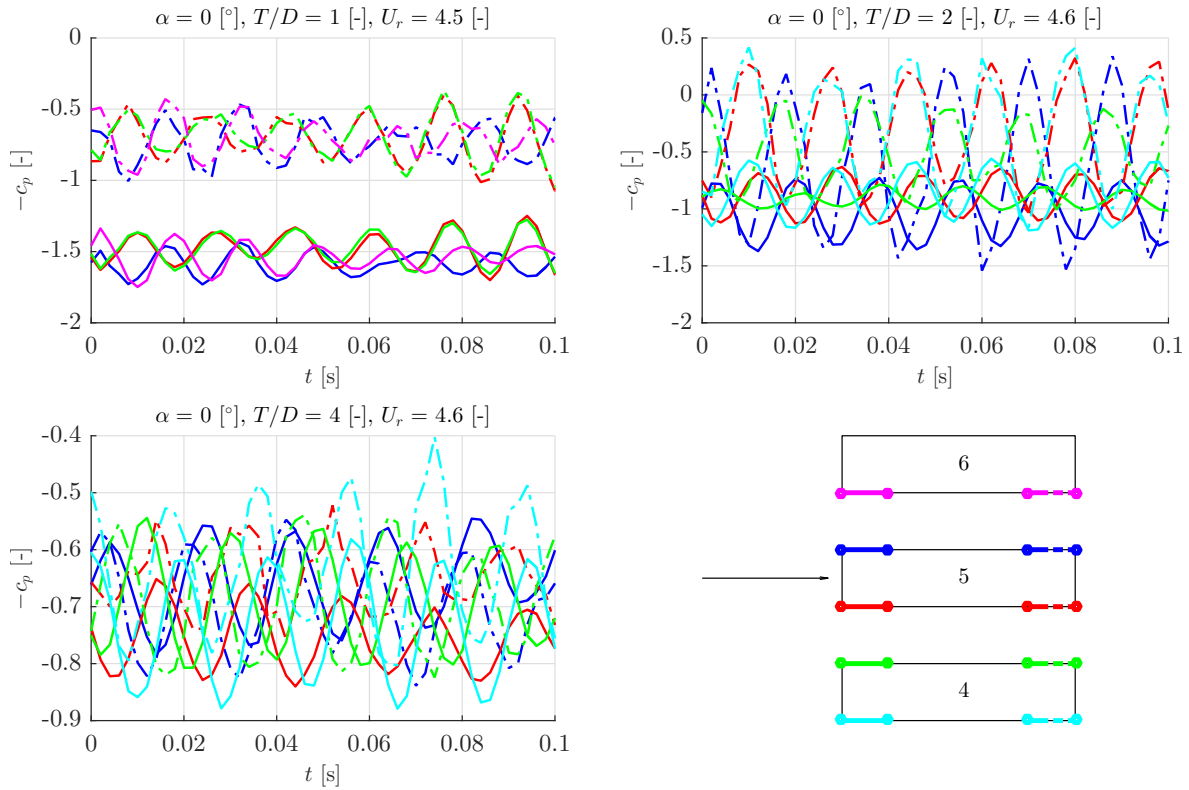 α = 0 [°], T/D = 1 [-], U_r = 4.5 [-]
0
-0.5
-1
-1.5
-2
−c_p [-]
0 0.02 0.04 0.06 0.08 0.1
t [s]
α = 0 [°], T/D = 2 [-], U_r = 4.6 [-]
0.5
0
-0.5
-1
-1.5
-2
−c_p [-]
0 0.02 0.04 0.06 0.08 0.1
t [s]
α = 0 [°], T/D = 4 [-], U_r = 4.6 [-]
-0.4
-0.5
-0.6
-0.7
-0.8
-0.9
−c_p [-]
0 0.02 0.04 0.06 0.08 0.1
t [s]
6
5
4